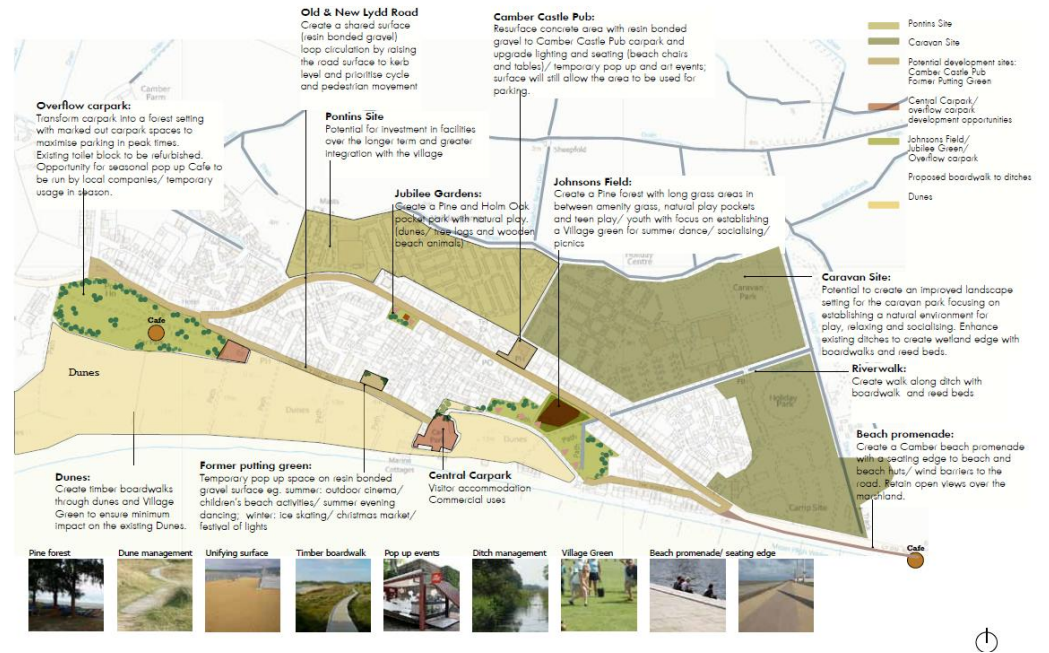 Old & New Lydd Road
Create a shared surface
(resin bonded gravel)
loop circulation by raising
the road surface to kerb
level and prioritise cycle
and pedestrian movement
Camber Castle Pub:
Resurface concrete area with resin bonded
gravel to Camber Castle Pub carpark and
upgrade lighting and seating (beach chairs
and tables)/ temporary pop up and art events;
surface will still allow the area to be used for
parking.
Pontins Site
Caravan Site
Potential development sites:
Camber Castle Pub
Former Putting Green
Central Carpark/
overflow carpark
development opportunities
Johnsons Field/
Jubilee Green/
Overflow carpark
Proposed boardwalk to ditches
Dunes
Camber
Farm
Overflow carpark:
Transform carpark into a forest setting
with marked out carpark spaces to
maximise parking in peak times.
Existing toilet block to be refurbished.
Opportunity for seasonal pop up Cafe to
be run by local companies/ temporary
usage in season.
Pontins Site
Potential for investment in facilities
over the longer term and greater
integration with the village
Sheepfold
Jubilee Gardens:
Create a Pine and Holm Oak
pocket park with natural play.
(dunes/ tree logs and wooden
beach animals)
Johnsons Field:
Create a Pine forest with long grass areas in
between amenity grass, natural play pockets
and teen play/ youth with focus on establishing
a Village green for summer dance/ socialising/
picnics
Holiday
Centre
Caravan
Park
Caravan Site:
Potential to create an improved landscape
setting for the caravan park focusing on
establishing a natural environment for
play, relaxing and socialising. Enhance
existing ditches to create wetland edge with
boardwalks and reed beds.
Riverwalk:
Create walk along ditch with
boardwalk and reed beds
Cafe
Dunes
Holiday
Park
Dunes
Dunes
Car
Park
Marine
Cottages
Camp Site
Beach promenade:
Create a Camber beach promenade
with a seating edge to beach and
beach huts/ wind barriers to the
road. Retain open views over the
marshland.
Dunes:
Create timber boardwalks
through dunes and Village
Green to ensure minimum
impact on the existing Dunes.
Former putting green:
Temporary pop up space on resin bonded
gravel surface eg. summer: outdoor cinema/
children's beach activities/ summer evening
dancing; winter: ice skating/ christmas market/
festival of lights
Central Carpark
Visitor accommodation
Commercial uses
Cafe
Pine forest
Dune management
Unifying surface
Timber boardwalk
Pop up events
Ditch management
Village Green
Beach promenade/ seating edge